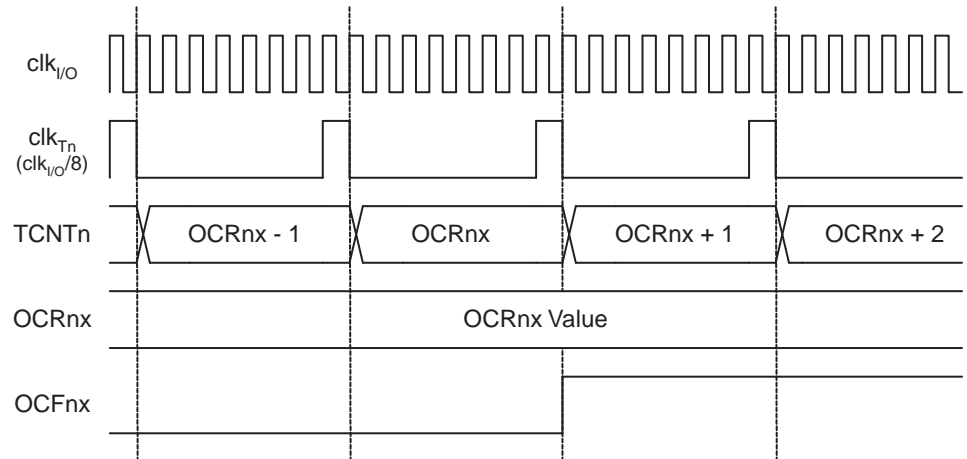 clkI/O
clkTn
(clkI/O/8)
TCNTn OCRnx - 1 OCRnx OCRnx + 1 OCRnx + 2
OCRnx OCRnx Value
OCFnx